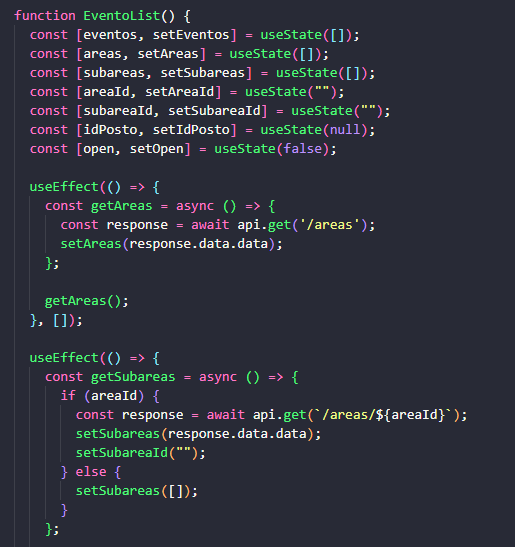 function EventoList() {
  const [eventos, setEventos] = useState([]);
  const [areas, setAreas] = useState([]);
  const [subareas, setSubareas] = useState([]);
  const [areaId, setAreaId] = useState("");
  const [subareaId, setSubareaId] = useState("");
  const [idPosto, setIdPosto] = useState(null);
  const [open, setOpen] = useState(false);

  useEffect(() => {
    const getAreas = async () => {
      const response = await api.get('/areas');
      setAreas(response.data.data);
    };

    getAreas();
  }, []);

  useEffect(() => {
    const getSubareas = async () => {
      if (areaId) {
        const response = await api.get(`/areas/${areaId}`);
        setSubareas(response.data.data);
        setSubareaId("");
      } else {
        setSubareas([]);
      }
    };